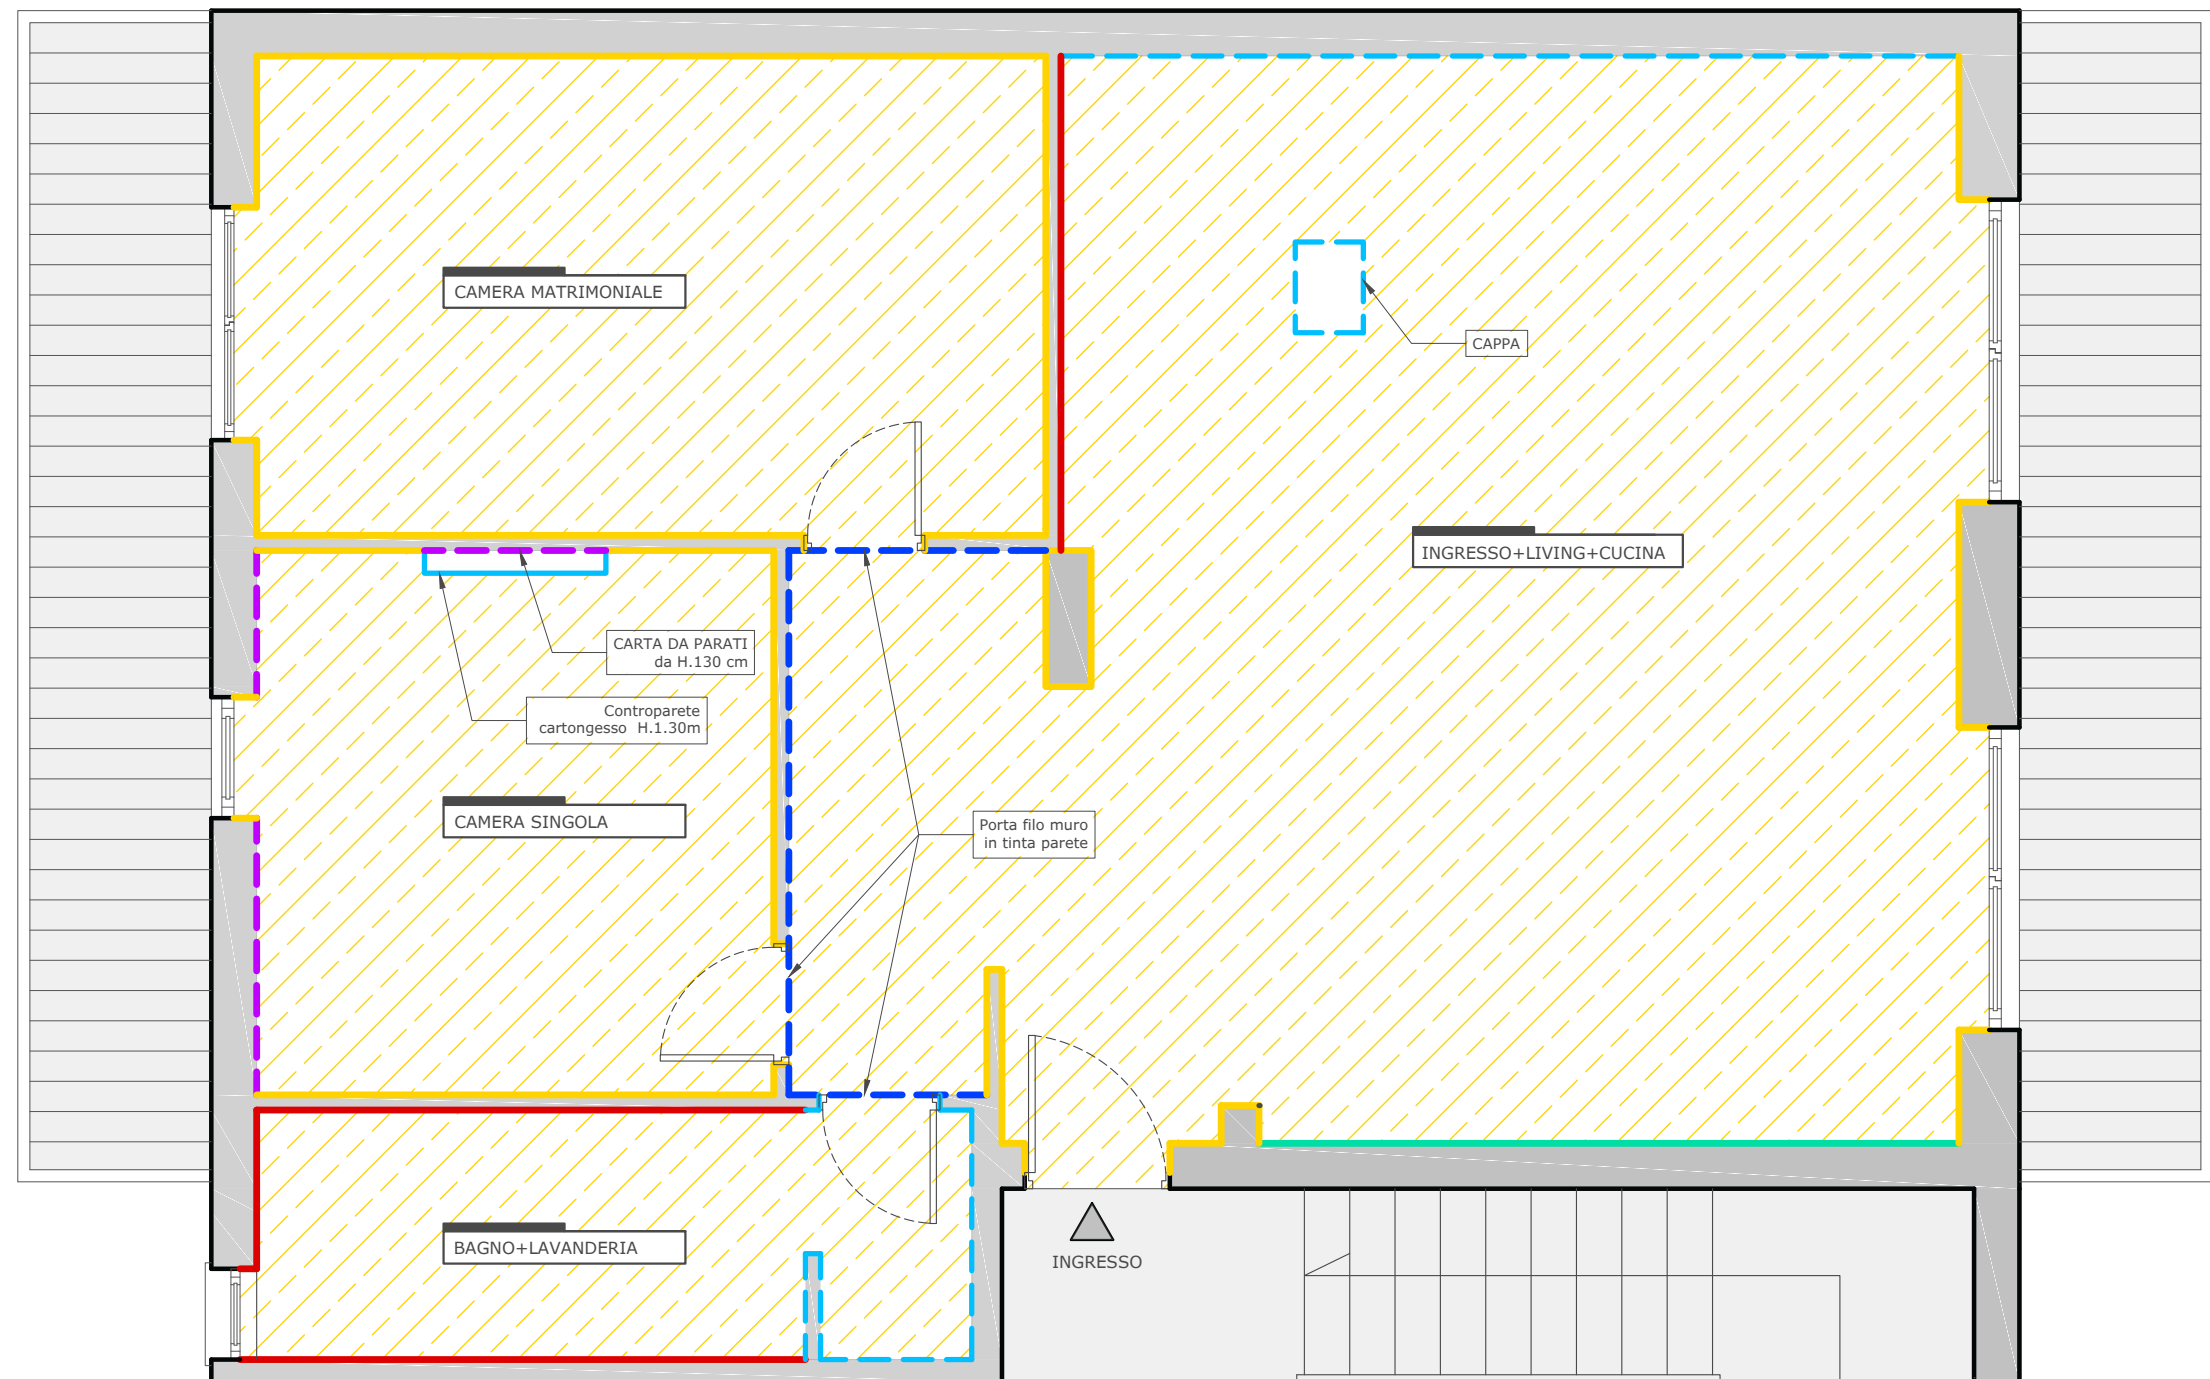 CAMERA MATRIMONIALE
CAPPA
INGRESSO+LIVING+CUCINA
CARTA DA PARATI
da H.130 cm
Controparete
cartongesso H.1.30m
CAMERA SINGOLA
Porta filo muro
in tinta parete
BAGNO+LAVANDERIA
INGRESSO